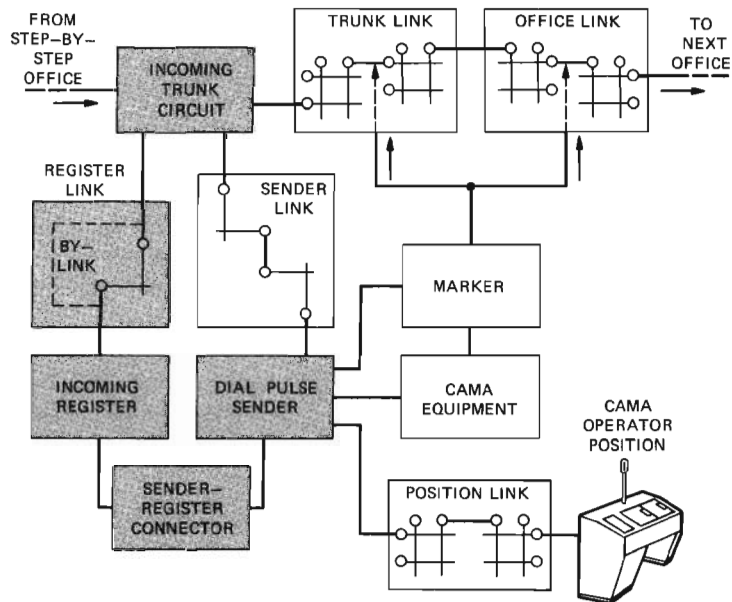 FROM
STEP–BY–
STEP
OFFICE
INCOMING
TRUNK
CIRCUIT
TRUNK LINK
OFFICE LINK
TO
NEXT
OFFICE
REGISTER
LINK
BY–
LINK
SENDER
LINK
MARKER
INCOMING
REGISTER
DIAL PULSE
SENDER
CAMA
EQUIPMENT
CAMA
OPERATOR
POSITION
SENDER–
REGISTER
CONNECTOR
POSITION LINK